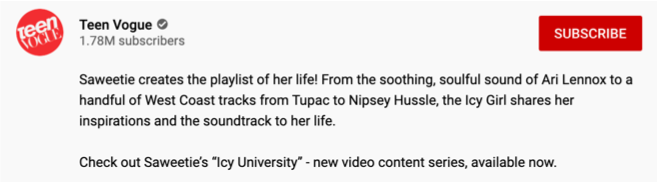 teen
VOGUE
Teen Vogue
1.78M subscribers
SUBSCRIBE
Saweetie creates the playlist of her life! From the soothing, soulful sound of Ari Lennox to a
handful of West Coast tracks from Tupac to Nipsey Hussle, the Icy Girl shares her
inspirations and the soundtrack to her life.
Check out Saweetie’s “Icy University” - new video content series, available now.